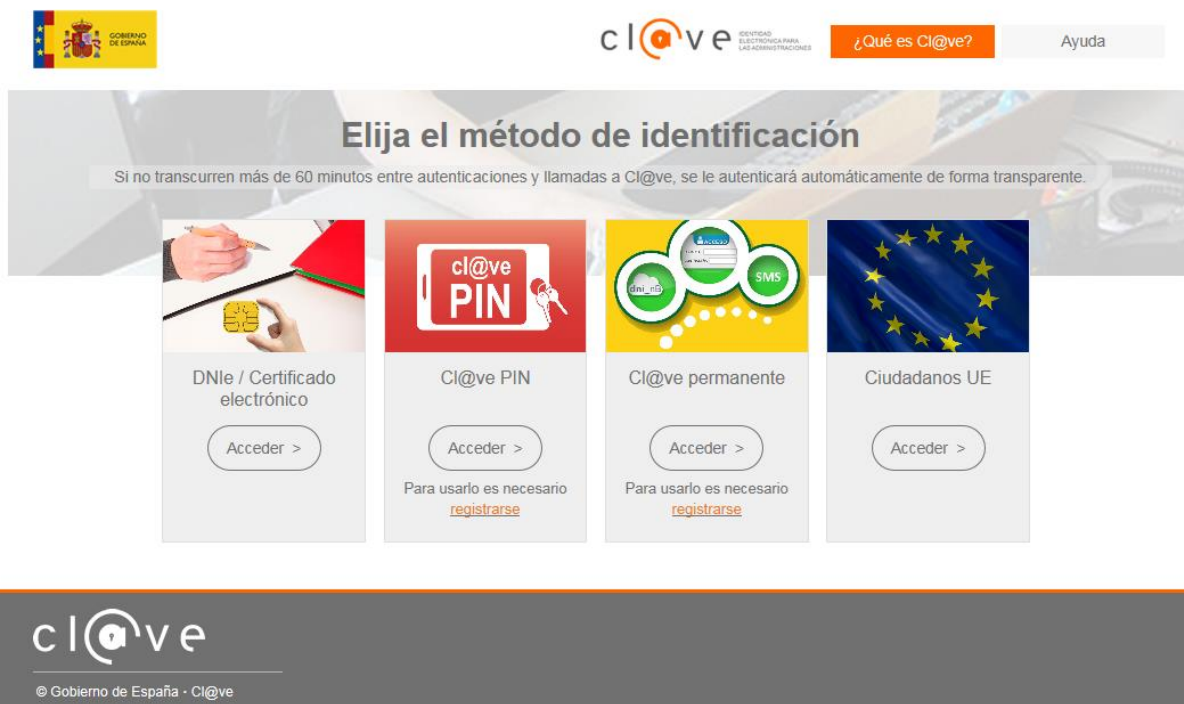 GOBIERNO
DE ESPAÑA
cl@ve
IDENTIDAD
ELECTRÓNICA PARA
LAS ADMINISTRACIONES
¿Qué es Cl@ve?
Ayuda
Elija el método de identificación
Si no transcurren más de 60 minutos entre autenticaciones y llamadas a Cl@ve, se le autenticará automáticamente de forma transparente.
cl@ve
PIN
ACCESO
dni_nie
SMS
DNIe / Certificado
electrónico
Cl@ve PIN
Cl@ve permanente
Ciudadanos UE
Acceder >
Acceder >
Acceder >
Acceder >
Para usarlo es necesario
registrarse
Para usarlo es necesario
registrarse
cl@ve
© Gobierno de España - Cl@ve